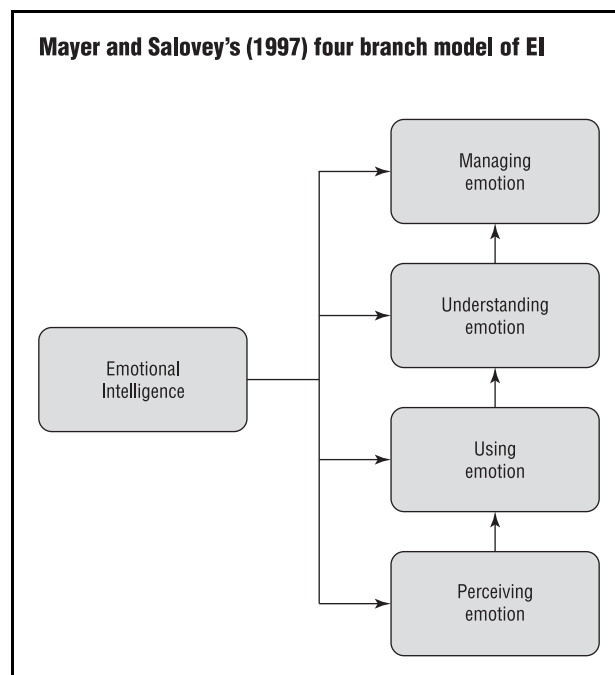 Mayer and Salovey’s (1997) four branch model of EI
Managing
emotion
Understanding
emotion
Emotional
Intelligence
Using
emotion
Perceiving
emotion